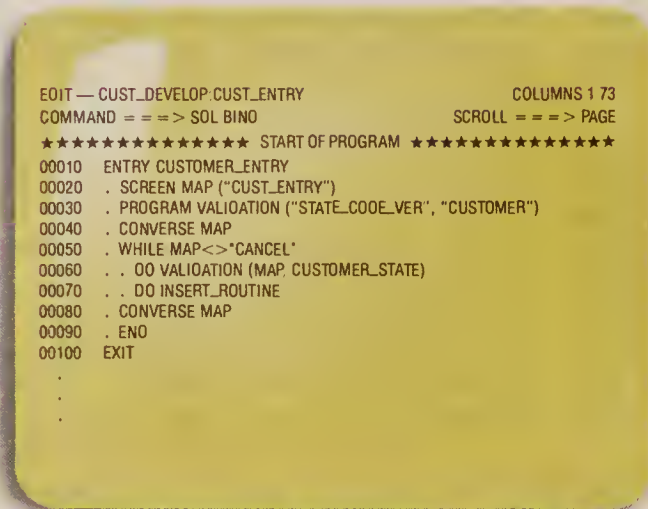 EOIT — CUST_DEVELOP:CUST_ENTRY COLUMNS 1 73
COMMAND = = = > SOL BINO SCROLL = = = > PAGE
★★★★★★★★★★★★★★ START OF PROGRAM ★★★★★★★★★★★★★★
00010 ENTRY CUSTOMER_ENTRY
00020 . SCREEN MAP ("CUST_ENTRY")
00030 . PROGRAM VALIOATION ("STATE_COOE_VER", "CUSTOMER")
00040 . CONVERSE MAP
00050 . WHILE MAP<>"CANCEL"
00060 . . OO VALIOATION (MAP, CUSTOMER_STATE)
00070 . . DO INSERT_ROUTINE
00080 . CONVERSE MAP
00090 . ENO
00100 EXIT
.
.
.